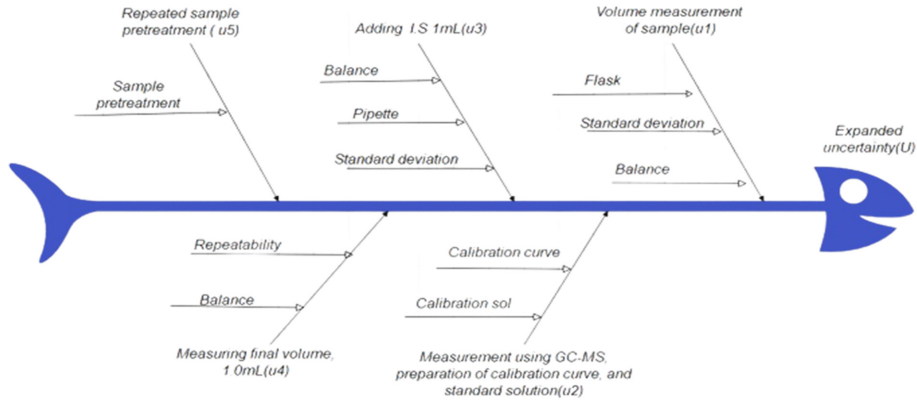 Repeated sample
pretreatment ( u5)
Adding I.S 1mL(u3)
Volume measurement
of sample(u1)
Sample
pretreatment
Balance
Pipette
Standard deviation
Flask
Standard deviation
Balance
Expanded
uncertainty(U)
Repeatability
Balance
Calibration curve
Calibration sol
Measuring final volume,
1.0mL(u4)
Measurement using GC-MS,
preparation of calibration curve, and
standard solution(u2)